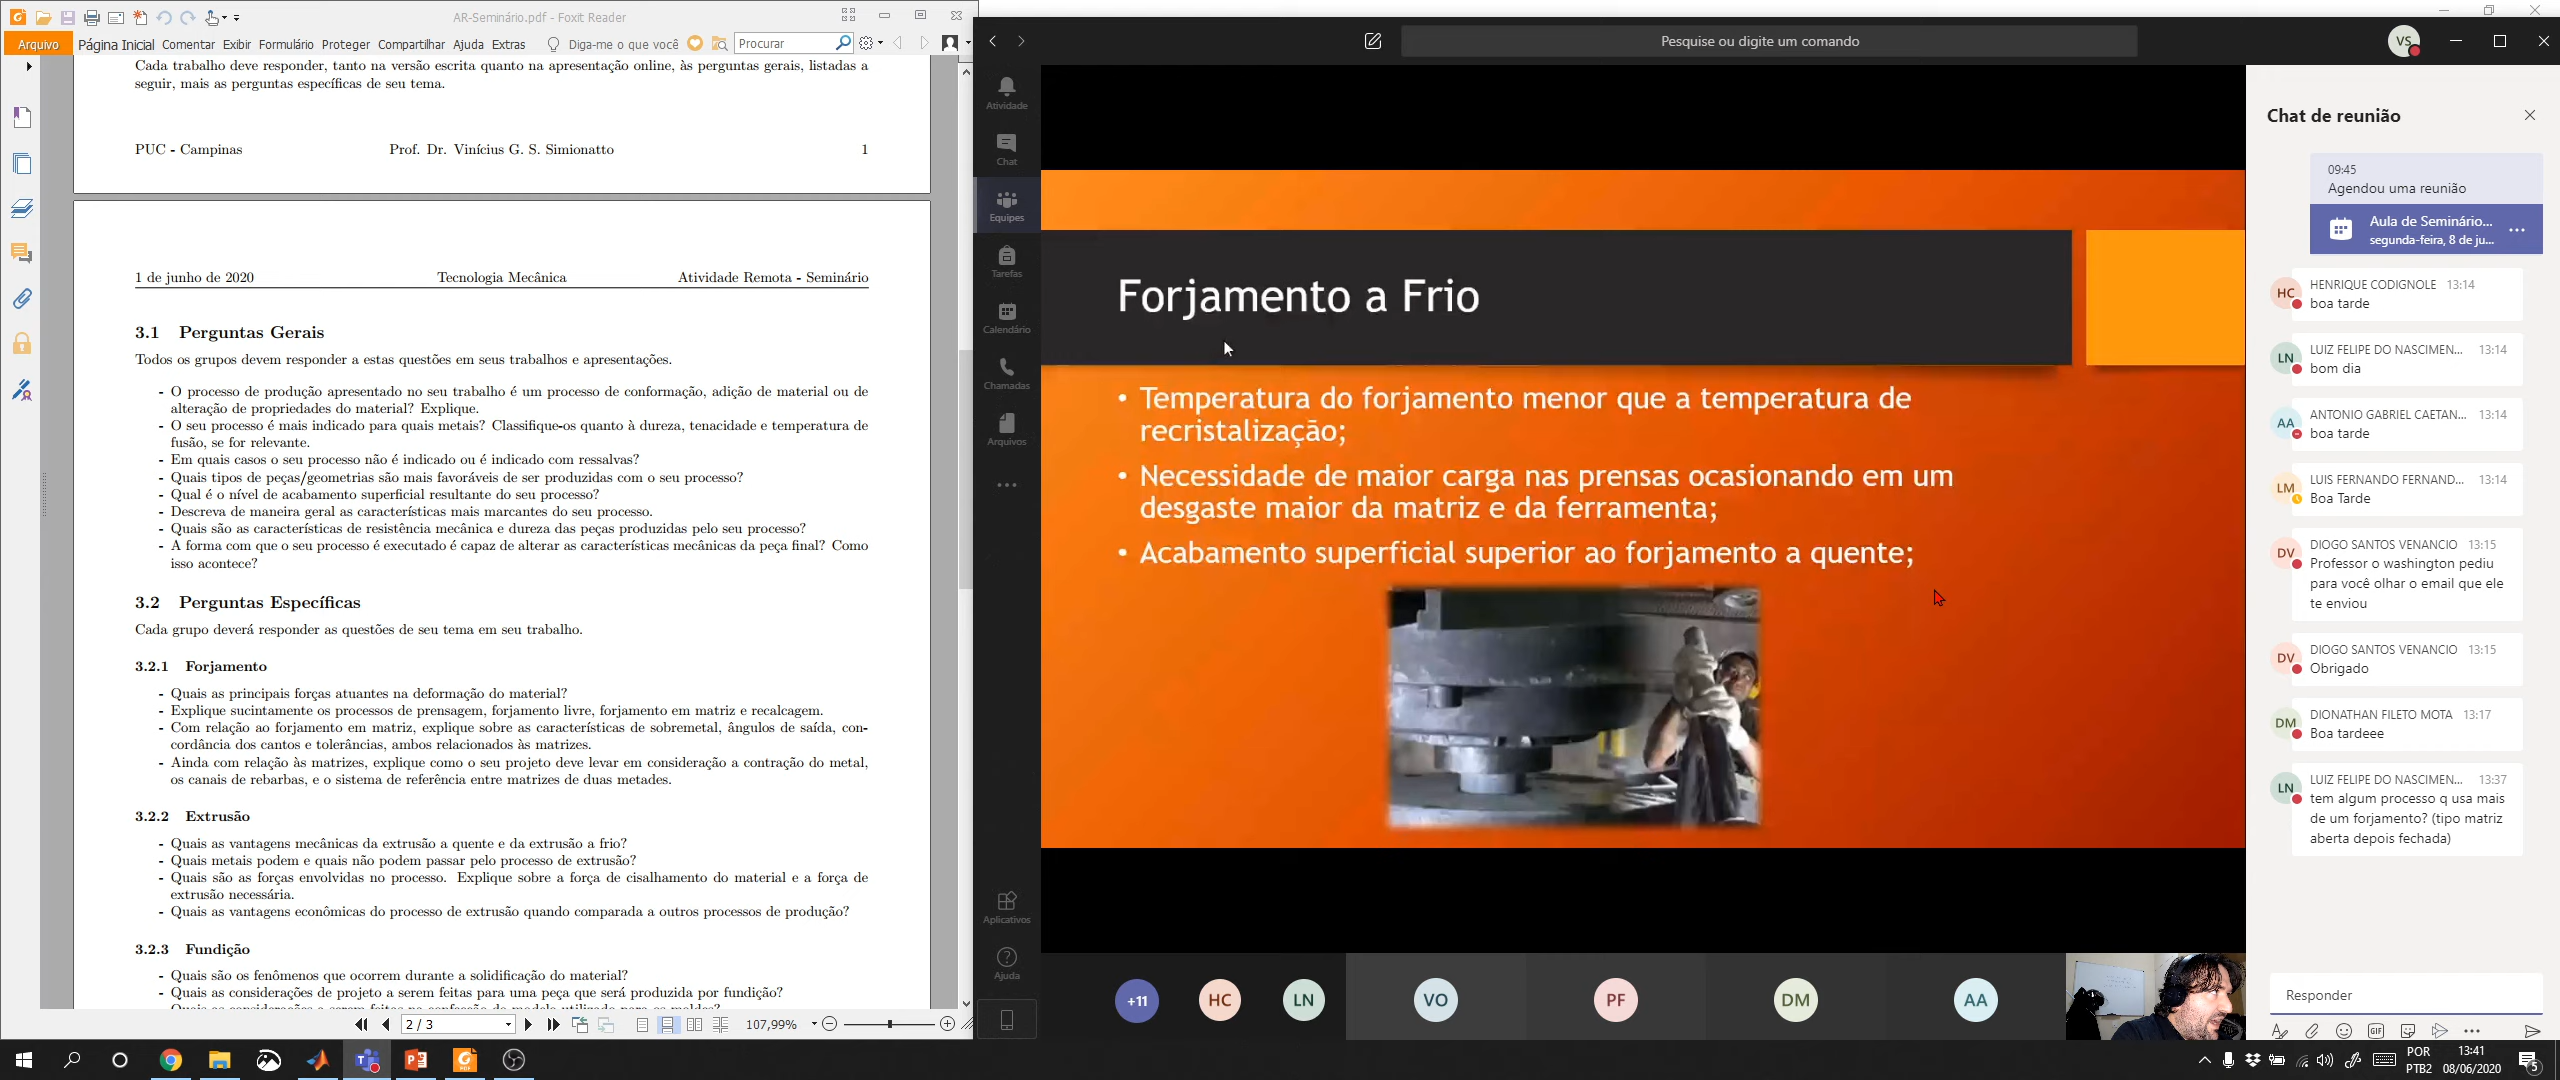 AR-Seminário.pdf - Foxit Reader
Arquivo Página Inicial Comentar Exibir Formulário Proteger Compartilhar Ajuda Extras Diga-me o que você Procurar
Cada trabalho deve responder, tanto na versão escrita quanto na apresentação online, às perguntas gerais, listadas a
seguir, mais as perguntas específicas de seu tema.
PUC - Campinas Prof. Dr. Vinícius G. S. Simionatto 1
1 de junho de 2020 Tecnologia Mecânica Atividade Remota - Seminário
3.1 Perguntas Gerais
Todos os grupos devem responder a estas questões em seus trabalhos e apresentações.
- O processo de produção apresentado no seu trabalho é um processo de conformação, adição de material ou de
alteração de propriedades do material? Explique.
- O seu processo é mais indicado para quais metais? Classifique-os quanto à dureza, tenacidade e temperatura de
fusão, se for relevante.
- Em quais casos o seu processo não é indicado ou é indicado com ressalvas?
- Quais tipos de peças/geometrias são mais favoráveis de ser produzidas com o seu processo?
- Qual é o nível de acabamento superficial resultante do seu processo?
- Descreva de maneira geral as características mais marcantes do seu processo.
- Quais são as características de resistência mecânica e dureza das peças produzidas pelo seu processo?
- A forma com que o seu processo é executado é capaz de alterar as características mecânicas da peça final? Como
isso acontece?
3.2 Perguntas Específicas
Cada grupo deverá responder as questões de seu tema em seu trabalho.
3.2.1 Forjamento
- Quais as principais forças atuantes na deformação do material?
- Explique sucintamente os processos de prensagem, forjamento livre, forjamento em matriz e recalcagem.
- Com relação ao forjamento em matriz, explique sobre as características de sobremetal, ângulos de saída, con-
cordância dos cantos e tolerâncias, ambos relacionados às matrizes.
- Ainda com relação às matrizes, explique como o seu projeto deve levar em consideração a contração do metal,
os canais de rebarbas, e o sistema de referência entre matrizes de duas metades.
3.2.2 Extrusão
- Quais as vantagens mecânicas da extrusão a quente e da extrusão a frio?
- Quais metais podem e quais não podem passar pelo processo de extrusão?
- Quais são as forças envolvidas no processo. Explique sobre a força de cisalhamento do material e a força de
extrusão necessária.
- Quais as vantagens econômicas do processo de extrusão quando comparada a outros processos de produção?
3.2.3 Fundição
- Quais são os fenômenos que ocorrem durante a solidificação do material?
- Quais as considerações de projeto a serem feitas para uma peça que será produzida por fundição?
2 / 3 107,99%
Pesquise ou digite um comando
VS
Atividade
Chat
Equipes
Tarefas
Calendário
Chamadas
Arquivos
Aplicativos
Ajuda
Forjamento a Frio
• Temperatura do forjamento menor que a temperatura de
recristalização;
• Necessidade de maior carga nas prensas ocasionando em um
desgaste maior da matriz e da ferramenta;
• Acabamento superficial superior ao forjamento a quente;
+11 HC LN VO PF DM AA
Chat de reunião
09:45
Agendou uma reunião
Aula de Seminário...
segunda-feira, 8 de ju...
HC HENRIQUE CODIGNOLE 13:14
boa tarde
LN LUIZ FELIPE DO NASCIMEN... 13:14
bom dia
AA ANTONIO GABRIEL CAETAN... 13:14
boa tarde
LM LUIS FERNANDO FERNAND... 13:14
Boa Tarde
DV DIOGO SANTOS VENANCIO 13:15
Professor o washington pediu
para você olhar o email que ele
te enviou
DV DIOGO SANTOS VENANCIO 13:15
Obrigado
DM DIONATHAN FILETO MOTA 13:17
Boa tardeee
LN LUIZ FELIPE DO NASCIMEN... 13:37
tem algum processo q usa mais
de um forjamento? (tipo matriz
aberta depois fechada)
Responder
GIF
POR 13:41
PTB2 08/06/2020 5